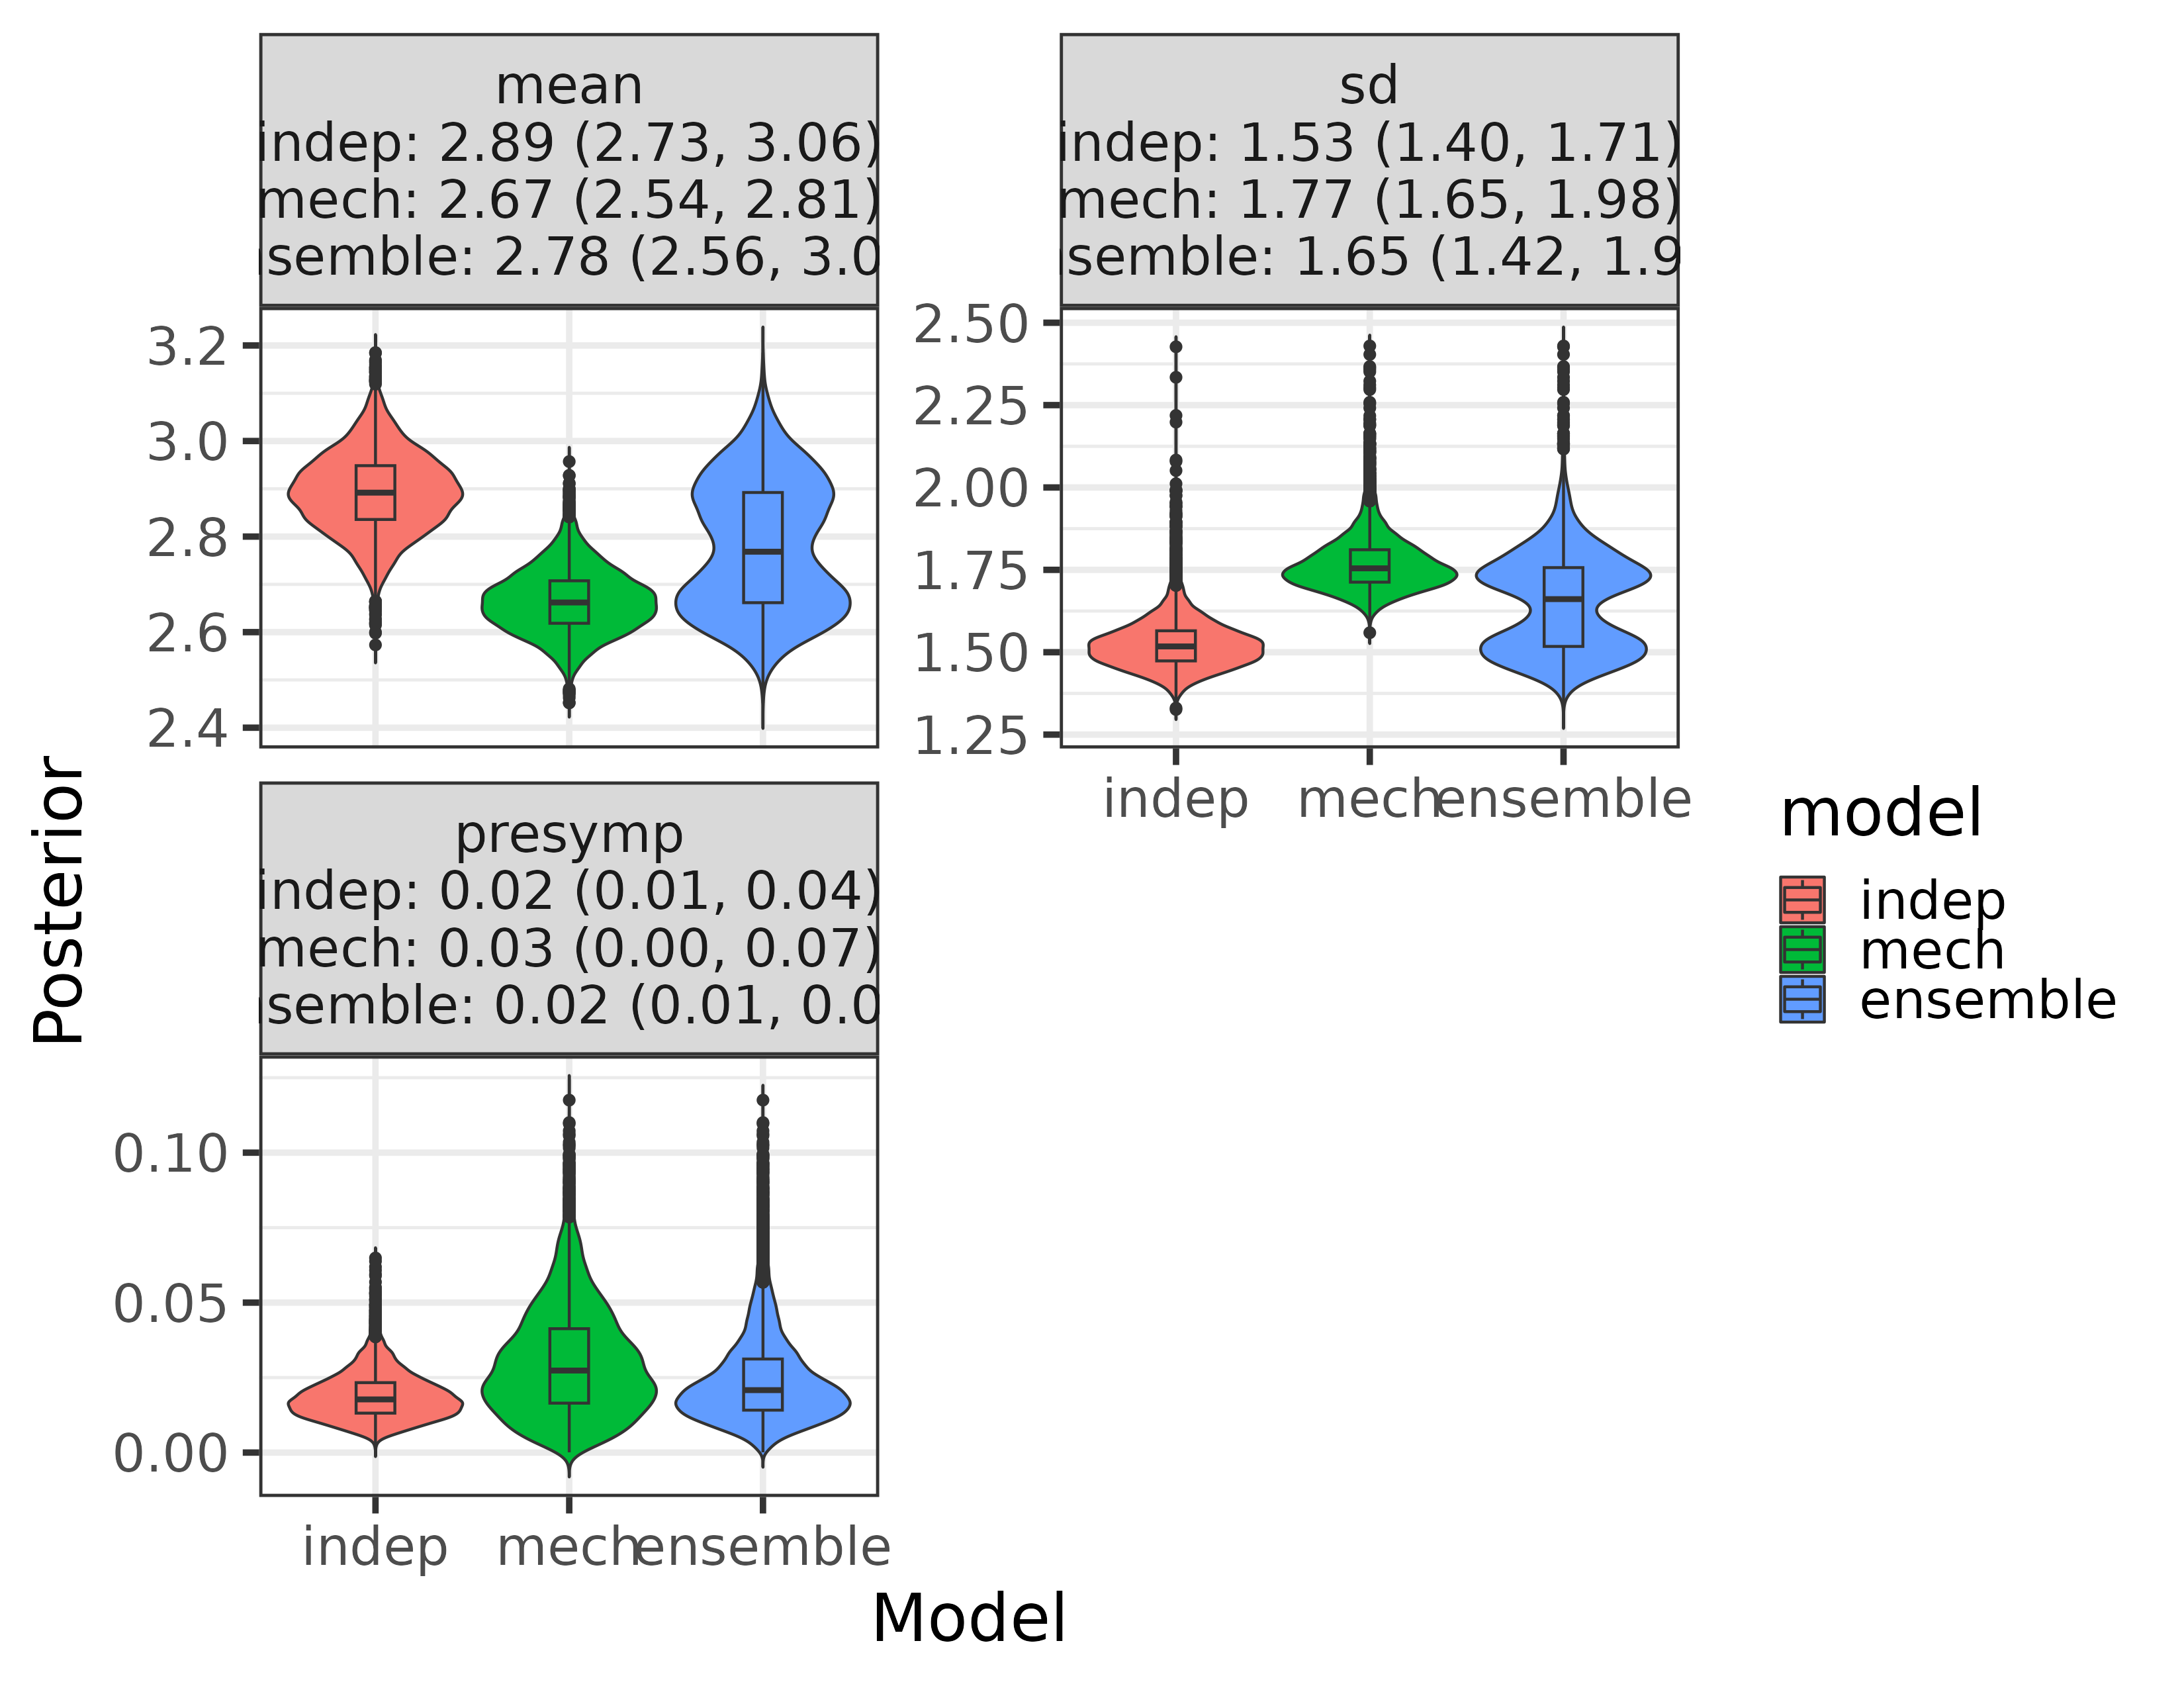 mean
indep: 2.89 (2.73, 3.06)
mech: 2.67 (2.54, 2.81)
semble: 2.78 (2.56, 3.0
sd
indep: 1.53 (1.40, 1.71)
mech: 1.77 (1.65, 1.98)
semble: 1.65 (1.42, 1.9
3.2
3.0
2.8
2.6
2.4
2.50
2.25
2.00
1.75
1.50
1.25
indep mech ensemble
presymp
indep: 0.02 (0.01, 0.04)
mech: 0.03 (0.00, 0.07)
semble: 0.02 (0.01, 0.0
0.10
0.05
0.00
indep mech ensemble
Posterior
Model
model
indep
mech
ensemble